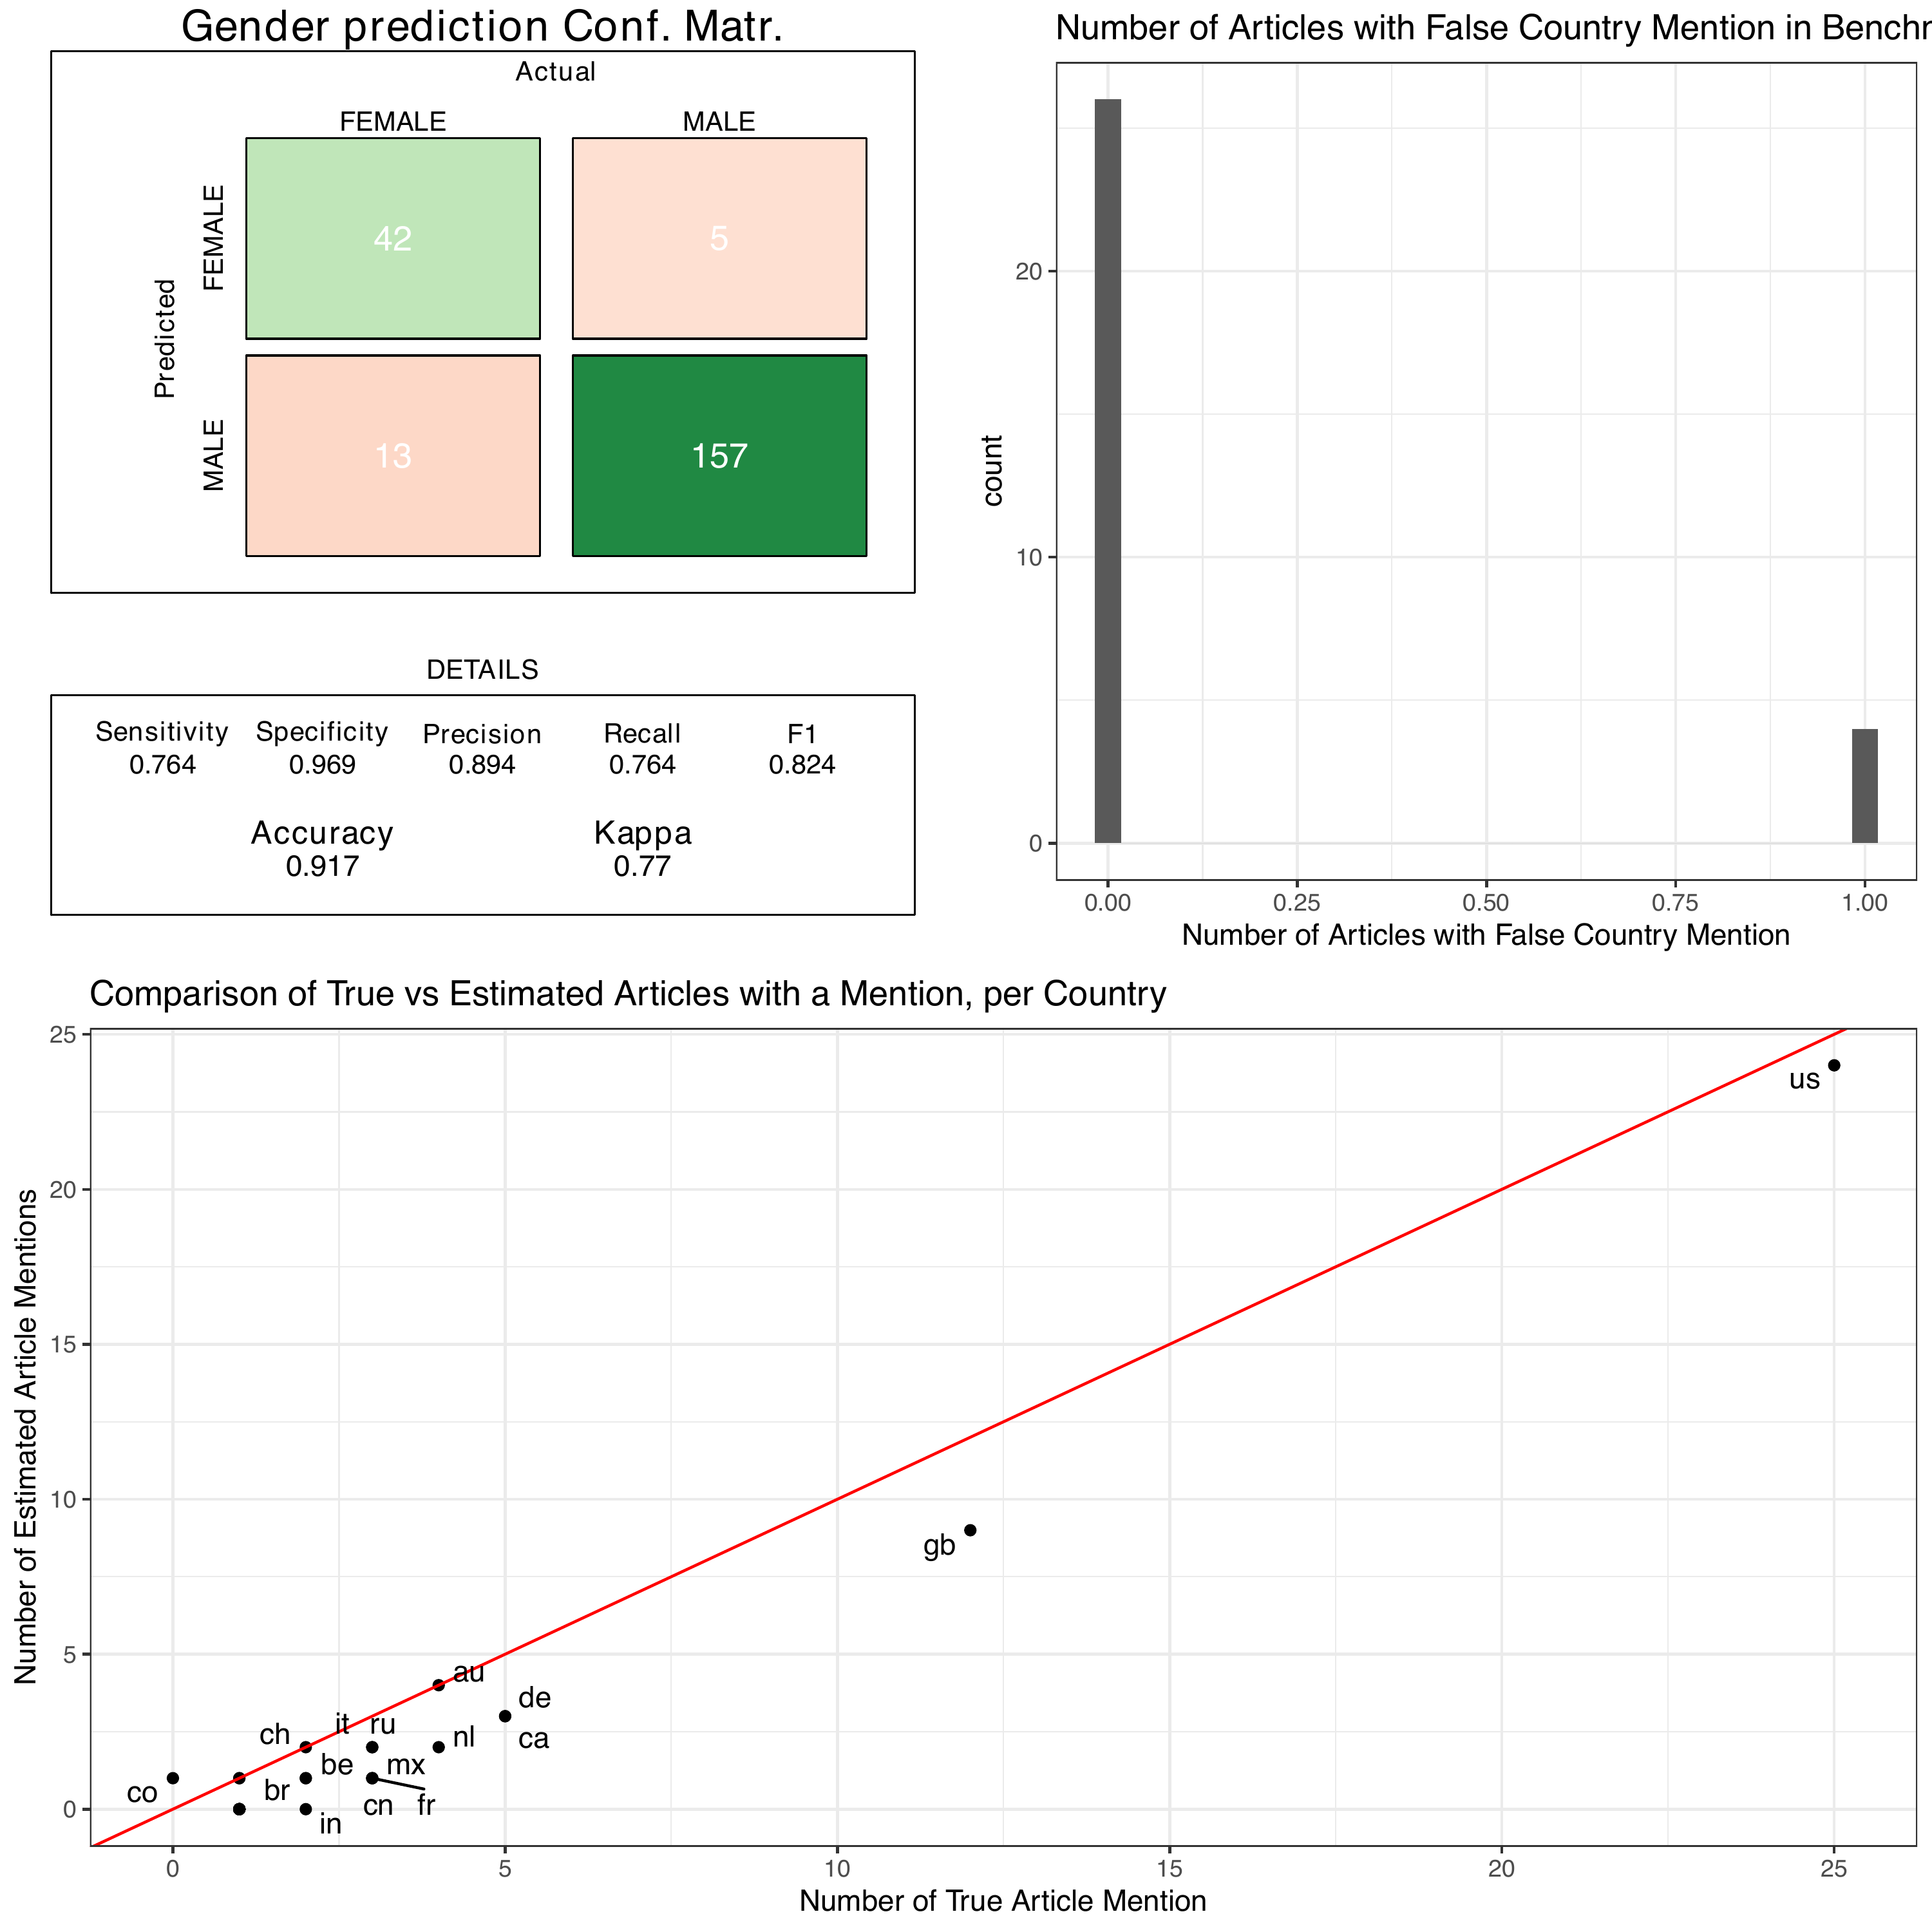 Gender prediction Conf. Matr.
Actual
FEMALE MALE
Predicted
FEMALE
42 5
MALE
13 157
DETAILS
Sensitivity Specificity Precision Recall F1
0.764 0.969 0.894 0.764 0.824
Accuracy Kappa
0.917 0.77
Number of Articles with False Country Mention in Bench
count
20
10
0
0.00 0.25 0.50 0.75 1.00
Number of Articles with False Country Mention
Comparison of True vs Estimated Articles with a Mention, per Country
Number of Estimated Article Mentions
25
20
15
10
5
0
us
gb
au
de
ch it ru nl ca
be mx
co br cn fr
in
0 5 10 15 20 25
Number of True Article Mention